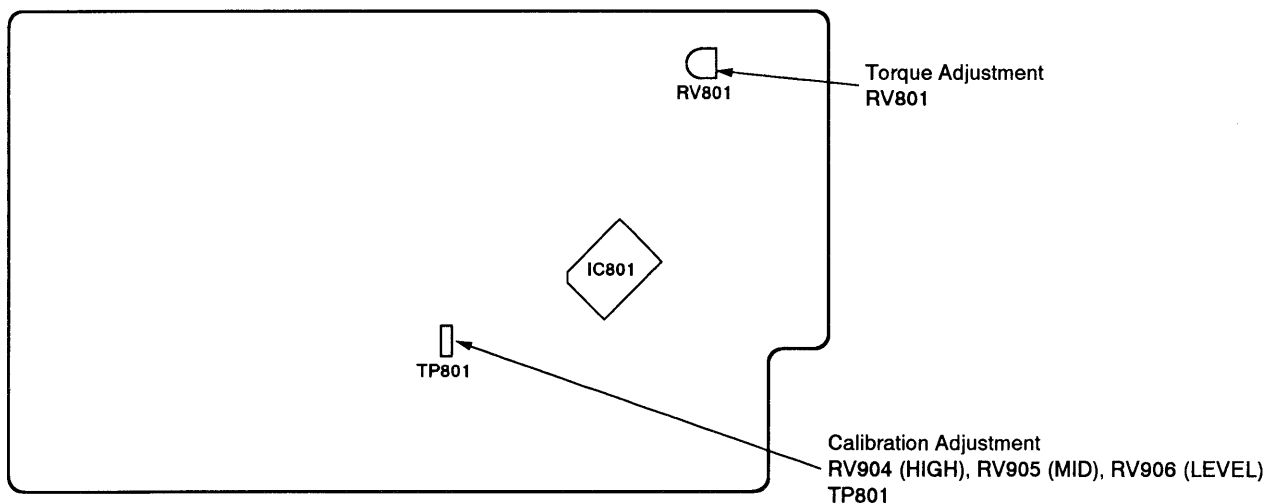 RV801
Torque Adjustment
RV801
IC801
TP801
Calibration Adjustment
RV904 (HIGH), RV905 (MID), RV906 (LEVEL)
TP801